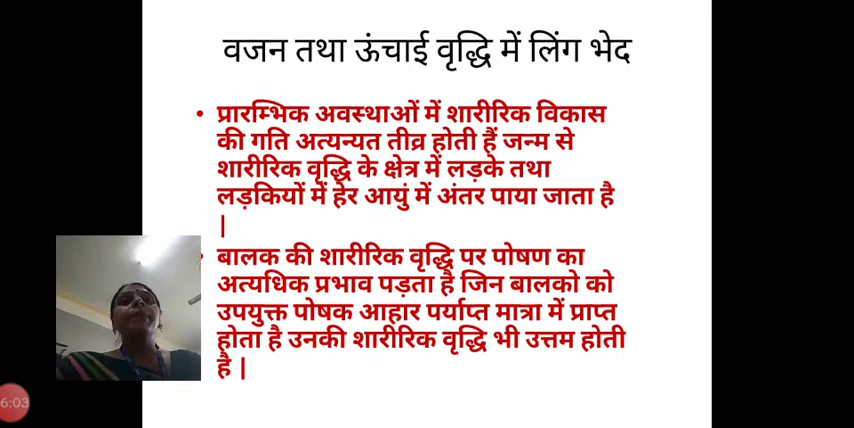 वजन तथा ऊंचाई वृद्धि में लिंग भेद
• प्रारम्भिक अवस्थाओं में शारीरिक विकास
की गति अत्यन्यत तीव्र होती हैं जन्म से
शारीरिक वृद्धि के क्षेत्र में लड़के तथा
लड़कियों में हेर आयुं में अंतर पाया जाता है
|
• बालक की शारीरिक वृद्धि पर पोषण का
अत्यधिक प्रभाव पड़ता है जिन बालको को
उपयुक्त पोषक आहार पर्याप्त मात्रा में प्राप्त
होता है उनकी शारीरिक वृद्धि भी उत्तम होती
है |
6:03